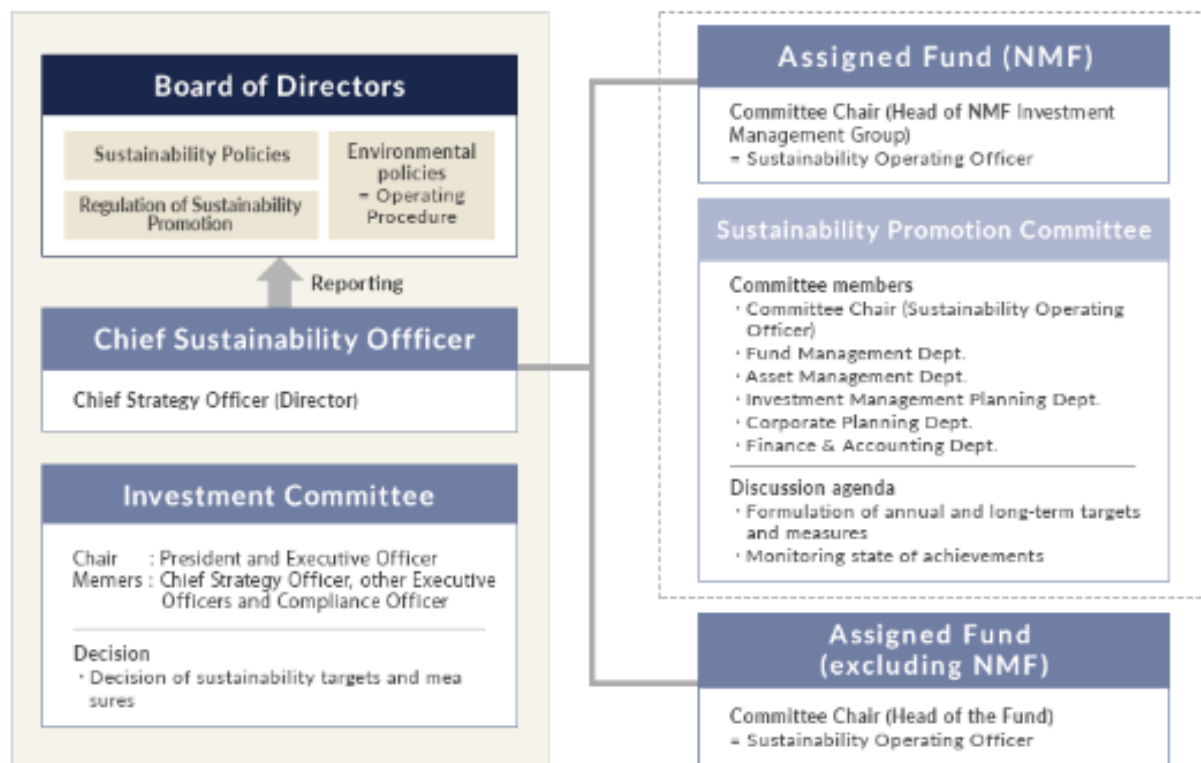 Board of Directors
Sustainability Policies
Regulation of Sustainability
Promotion
Environmental
policies
= Operating
Procedure
Reporting
Chief Sustainability Offfficer
Chief Strategy Officer (Director)
Investment Committee
Chair : President and Executive Officer
Memers : Chief Strategy Officer, other Executive
Officers and Compliance Officer
Decision
・Decision of sustainability targets and mea
sures
Assigned Fund (NMF)
Committee Chair (Head of NMF Investment
Management Group)
= Sustainability Operating Officer
Sustainability Promotion Committee
Committee members
・Committee Chair (Sustainability Operating
Officer)
・Fund Management Dept.
・Asset Management Dept.
・Investment Management Planning Dept.
・Corporate Planning Dept.
・Finance & Accounting Dept.
Discussion agenda
・Formulation of annual and long-term targets
and measures
・Monitoring state of achievements
Assigned Fund
(excluding NMF)
Committee Chair (Head of the Fund)
= Sustainability Operating Officer